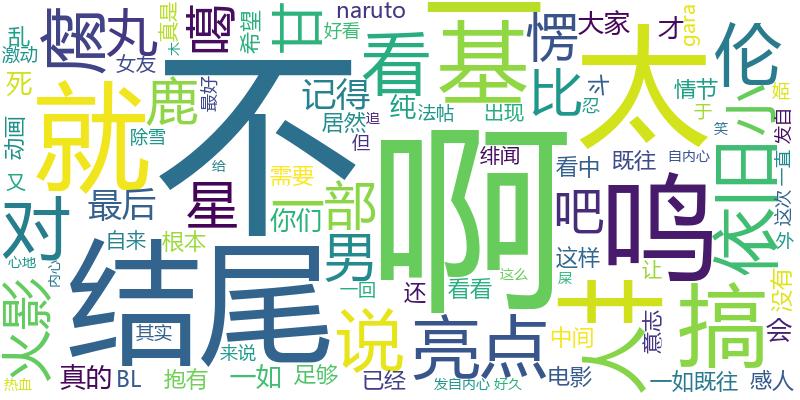 乱 腐 丸 真是 噶 希望 甘 一 愣 大家 才 gara
激动 木 naruto 好看 看 基 伦
死 女友 最好 不 太 比 情节
就 鹿 记得 纯 法帖 出现 忍 于 小
动画 除雪 居然 追 但 笑 发自
又 给 啊 绯闻 看中 既往 自内心 旧 一直
对 最后 星 一 需要 部 吧 鸣 依 这次
自来 根本 你们 男 这样 外
心地 内心 结尾 一回 还 看看 这么 屎 让 没有
火影 其实 说 亮点 人 搞 会
来说 中间 意志
真的 BL 抱有 一如 足够 已经 电影 一如既往 感人
热血 发自内心 好久